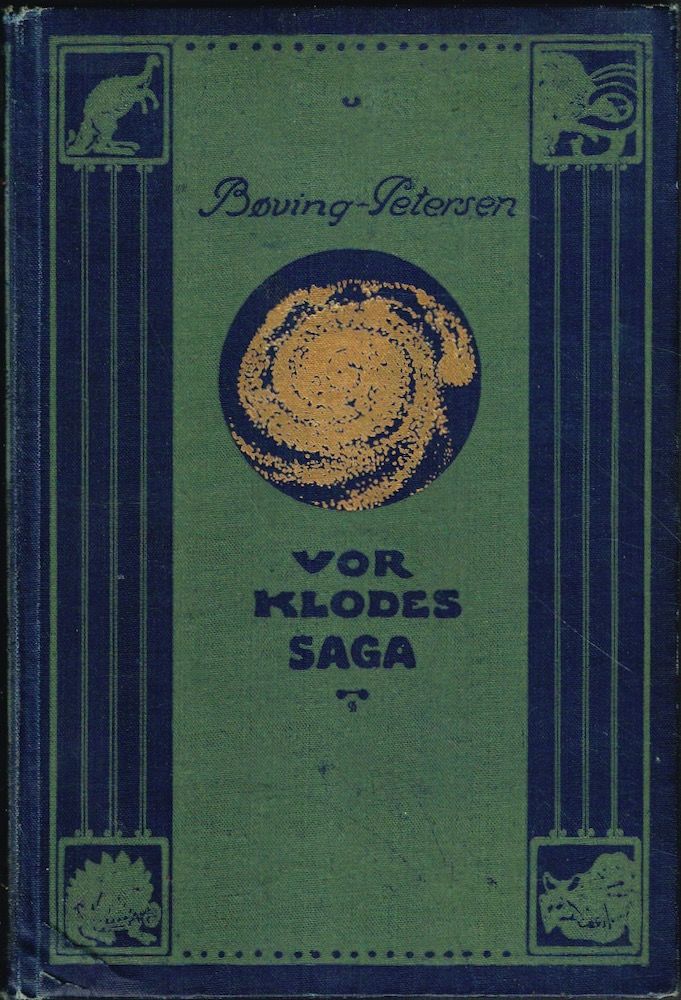 Bøving-Petersen
VOR
KLODES
SAGA